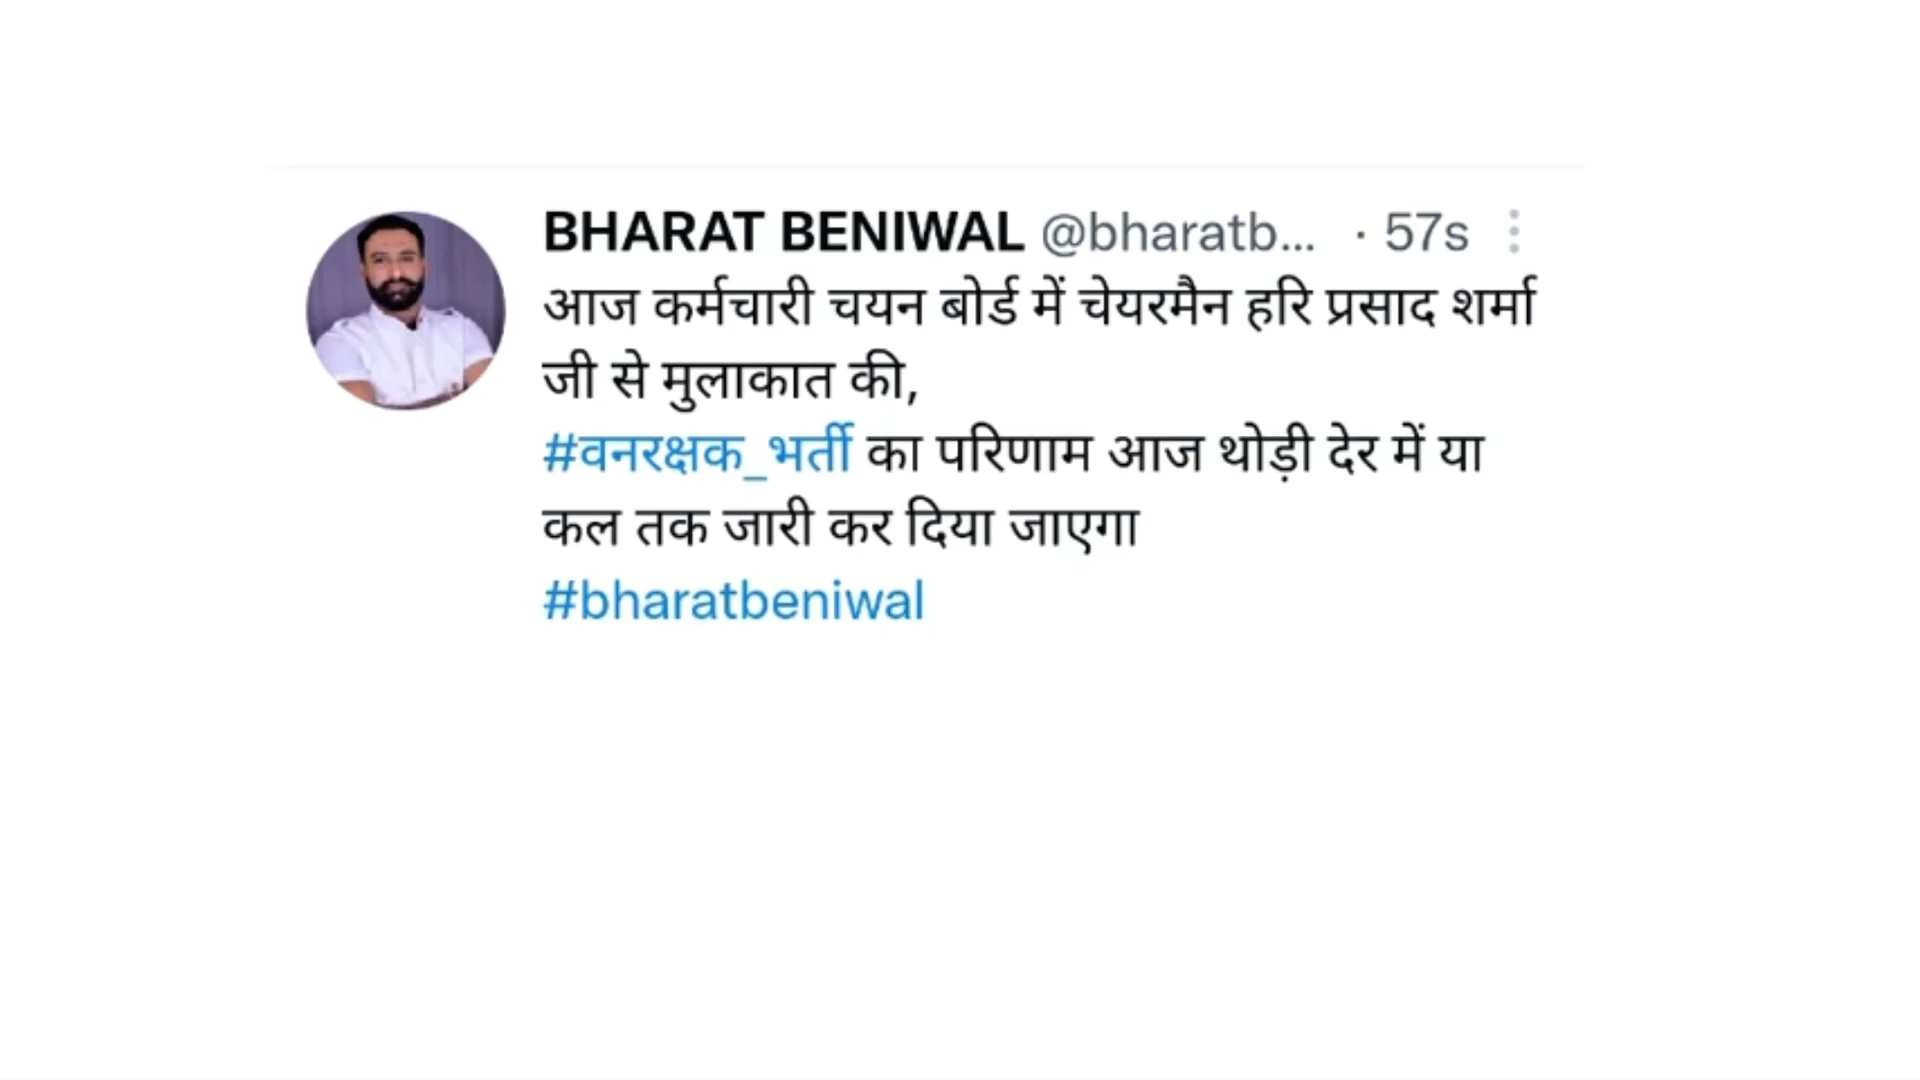 BHARAT BENIWAL @bharatb... · 57s
आज कर्मचारी चयन बोर्ड में चेयरमैन हरि प्रसाद शर्मा
जी से मुलाकात की,
#वनरक्षक_भर्ती का परिणाम आज थोड़ी देर में या
कल तक जारी कर दिया जाएगा
#bharatbeniwal